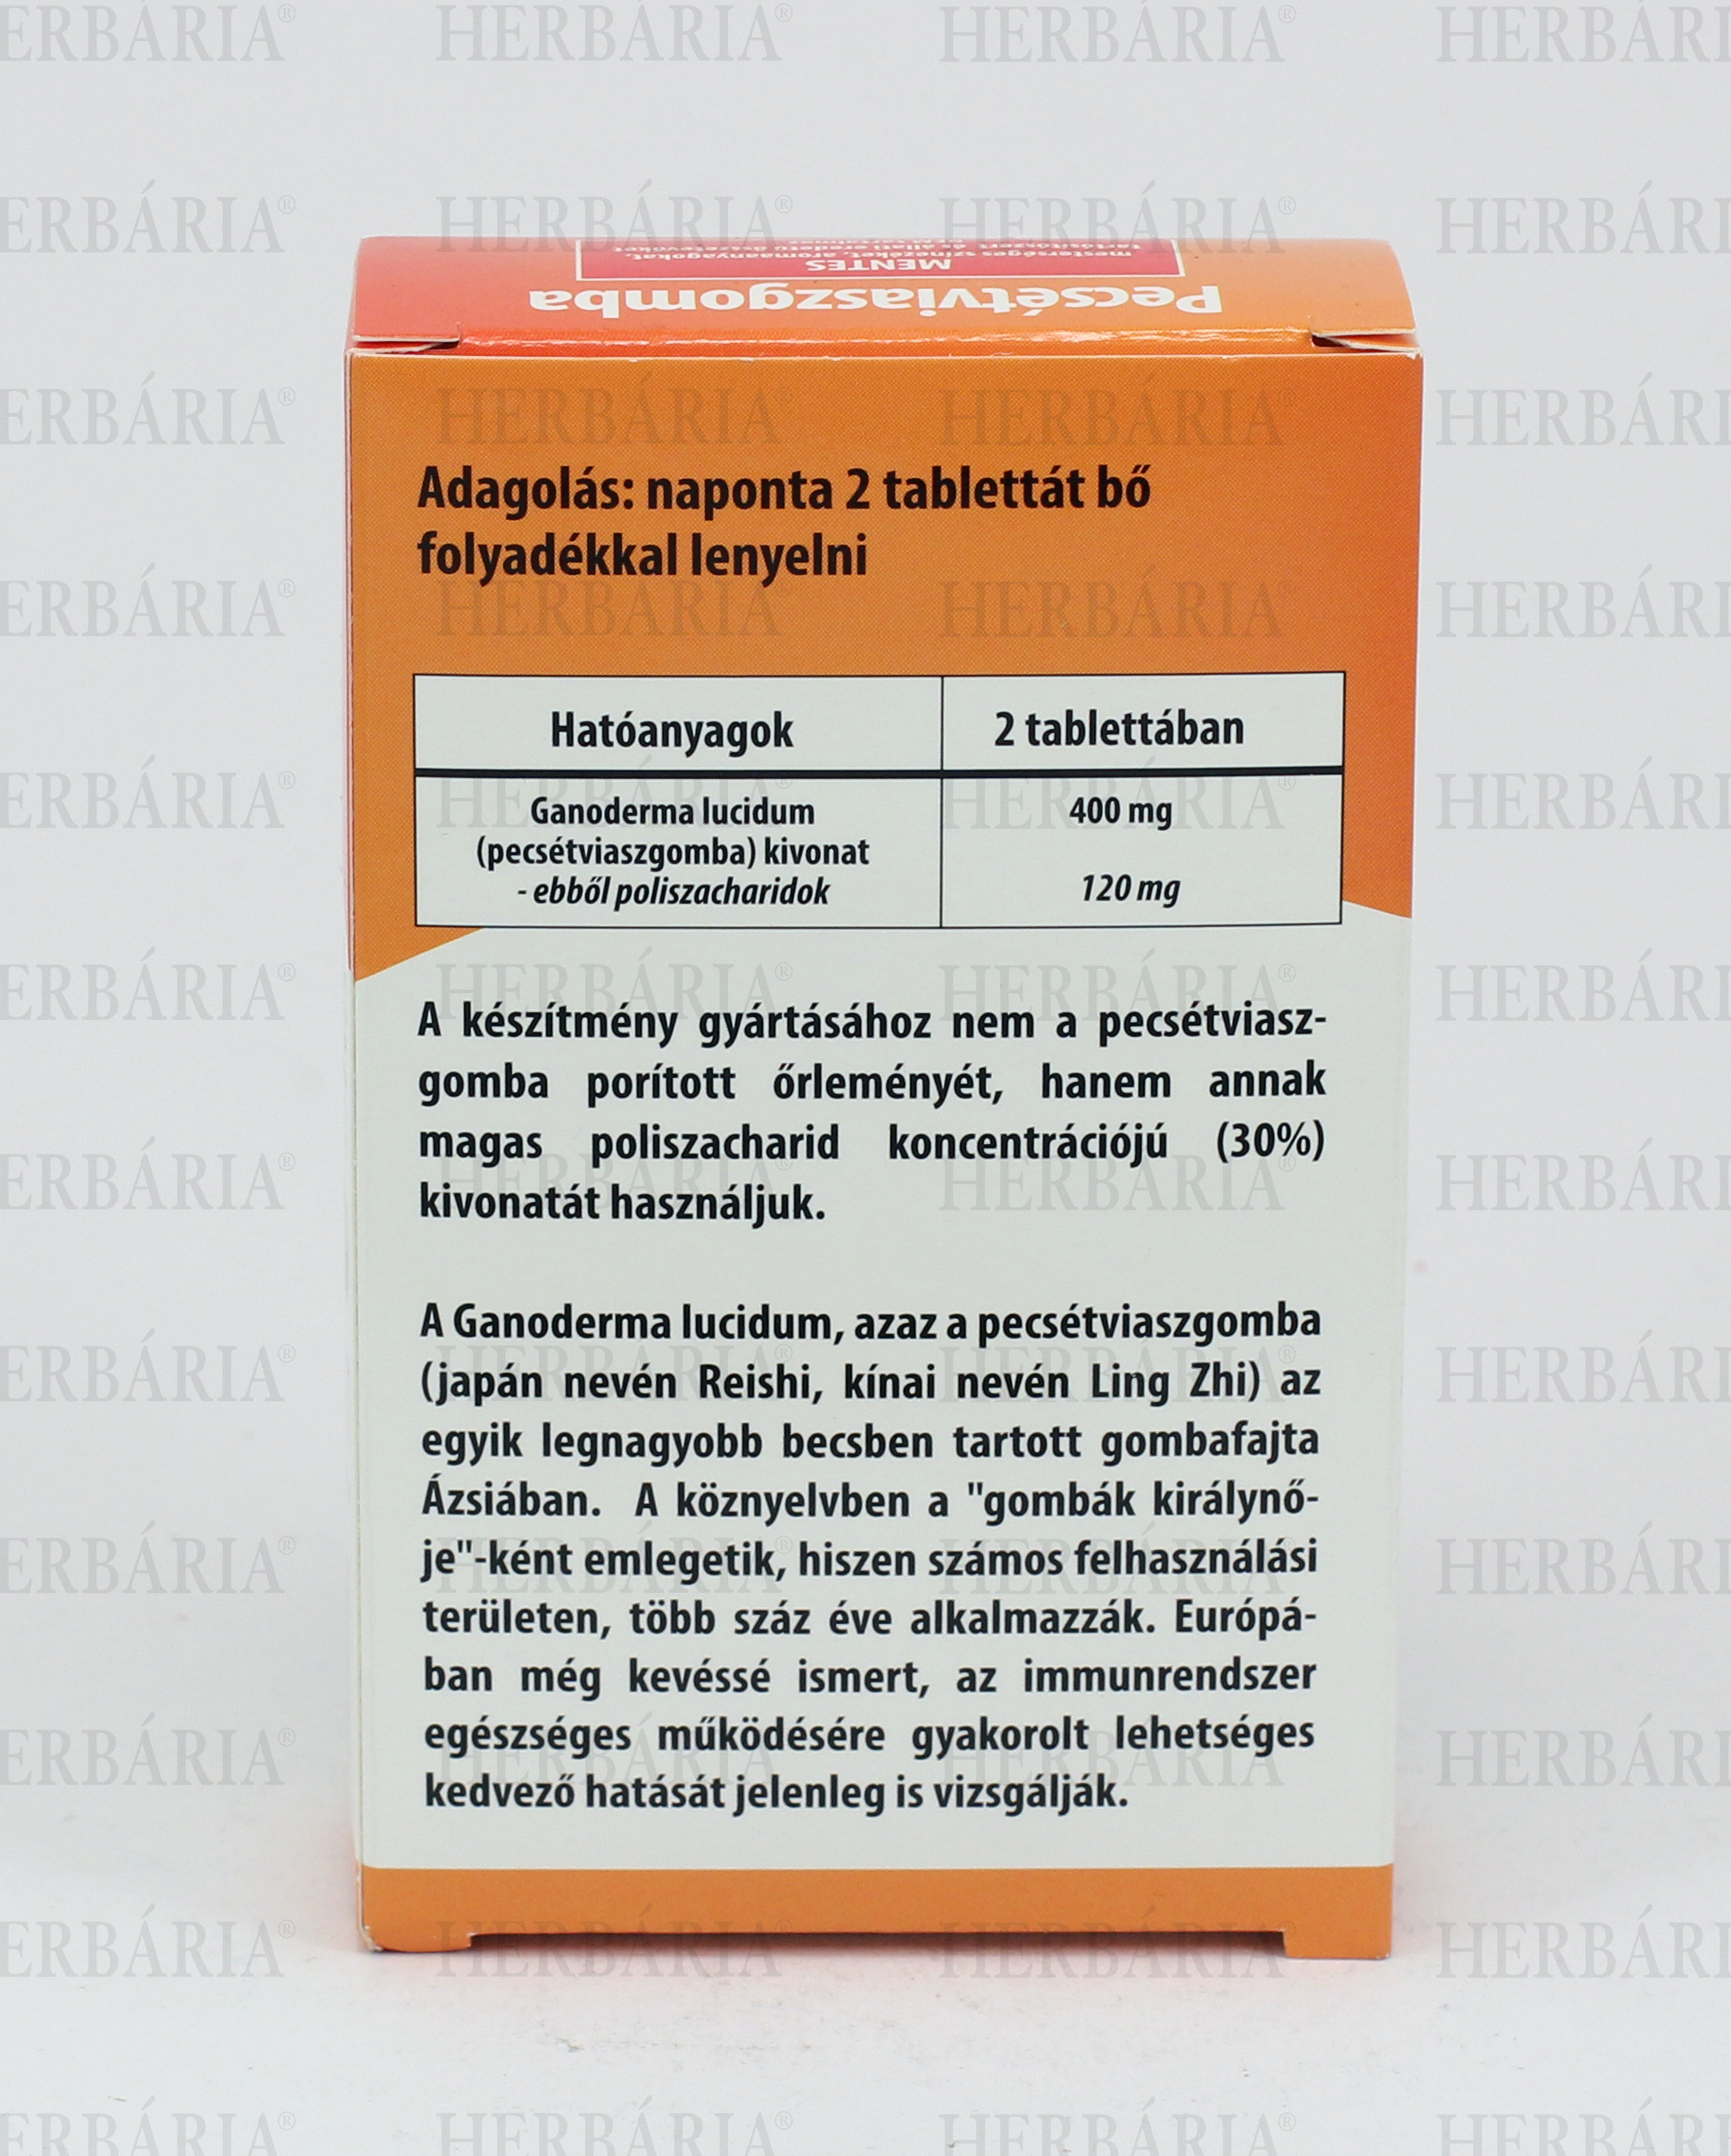 Pecsétviaszgomba
MENTES
mesterséges színezéket, aromaanyagokat,
Adagolás: naponta 2 tablettát bő
folyadékkal lenyelni
Hatóanyagok 2 tablettában
Ganoderma lucidum 400 mg
(pecsétviaszgomba) kivonat
- ebből poliszacharidok 120 mg
A készítmény gyártásához nem a pecsétviasz-
gomba porított őrleményét, hanem annak
magas poliszacharid koncentrációjú (30%)
kivonatát használjuk.
A Ganoderma lucidum, azaz a pecsétviaszgomba
(japán nevén Reishi, kínai nevén Ling Zhi) az
egyik legnagyobb becsben tartott gombafajta
Ázsiában. A köznyelvben a "gombák királynő-
je"-ként emlegetik, hiszen számos felhasználási
területen, több száz éve alkalmazzák. Európá-
ban még kevéssé ismert, az immunrendszer
egészséges működésére gyakorolt lehetséges
kedvező hatását jelenleg is vizsgálják.
HERBÁRIA®